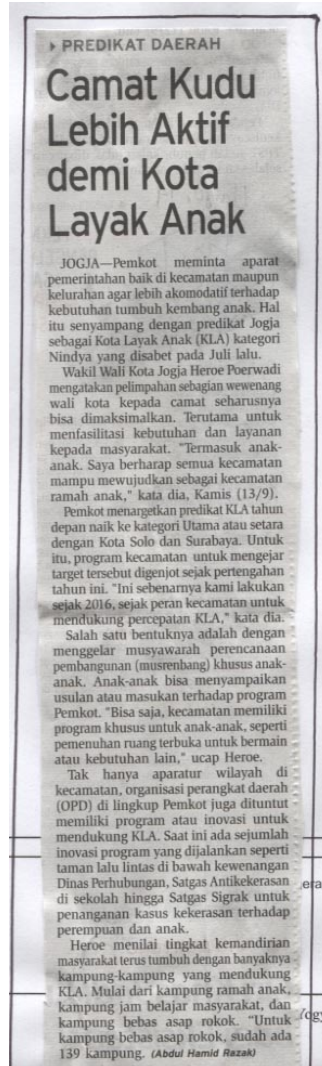 PREDIKAT DAERAH
Camat Kudu
Lebih Aktif
demi Kota
Layak Anak
JOGJA—Pemkot meminta aparat
pemerintahan baik di kecamatan maupun
kelurahan agar lebih akomodatif terhadap
kebutuhan tumbuh kembang anak. Hal
itu senyampang dengan predikat Jogja
sebagai Kota Layak Anak (KLA) kategori
Nindya yang disabet pada Juli lalu.
Wakil Wali Kota Jogja Heroe Poerwadi
mengatakan pelimpahan sebagian wewenang
wali kota kepada camat seharusnya
bisa dimaksimalkan. Terutama untuk
menfasilitasi kebutuhan dan layanan
kepada masyarakat. "Termasuk anak-
anak. Saya berharap semua kecamatan
mampu mewujudkan sebagai kecamatan
ramah anak," kata dia, Kamis (13/9).
Pemkot menargetkan predikat KLA tahun
depan naik ke kategori Utama atau setara
dengan Kota Solo dan Surabaya. Untuk
itu, program kecamatan untuk mengejar
target tersebut digenjot sejak pertengahan
tahun ini. "Ini sebenarnya kami lakukan
sejak 2016, sejak peran kecamatan untuk
mendukung percepatan KLA," kata dia.
Salah satu bentuknya adalah dengan
menggelar musyawarah perencanaan
pembangunan (musrenbang) khusus anak-
anak. Anak-anak bisa menyampaikan
usulan atau masukan terhadap program
Pemkot. "Bisa saja, kecamatan memiliki
program khusus untuk anak-anak, seperti
pemenuhan ruang terbuka untuk bermain
atau kebutuhan lain," ucap Heroe.
Tak hanya aparatur wilayah di
kecamatan, organisasi perangkat daerah
(OPD) di lingkup Pemkot juga dituntut
memiliki program atau inovasi untuk
mendukung KLA. Saat ini ada sejumlah
inovasi program yang dijalankan seperti
taman lalu lintas di bawah kewenangan
Dinas Perhubungan, Satgas Antikekerasan
di sekolah hingga Satgas Sigrak untuk
penanganan kasus kekerasan terhadap
perempuan dan anak.
Heroe menilai tingkat kemandirian
masyarakat terus tumbuh dengan banyaknya
kampung-kampung yang mendukung
KLA. Mulai dari kampung ramah anak,
kampung jam belajar masyarakat, dan
kampung bebas asap rokok. "Untuk
kampung bebas asap rokok, sudah ada
139 kampung. (Abdul Hamid Razak)